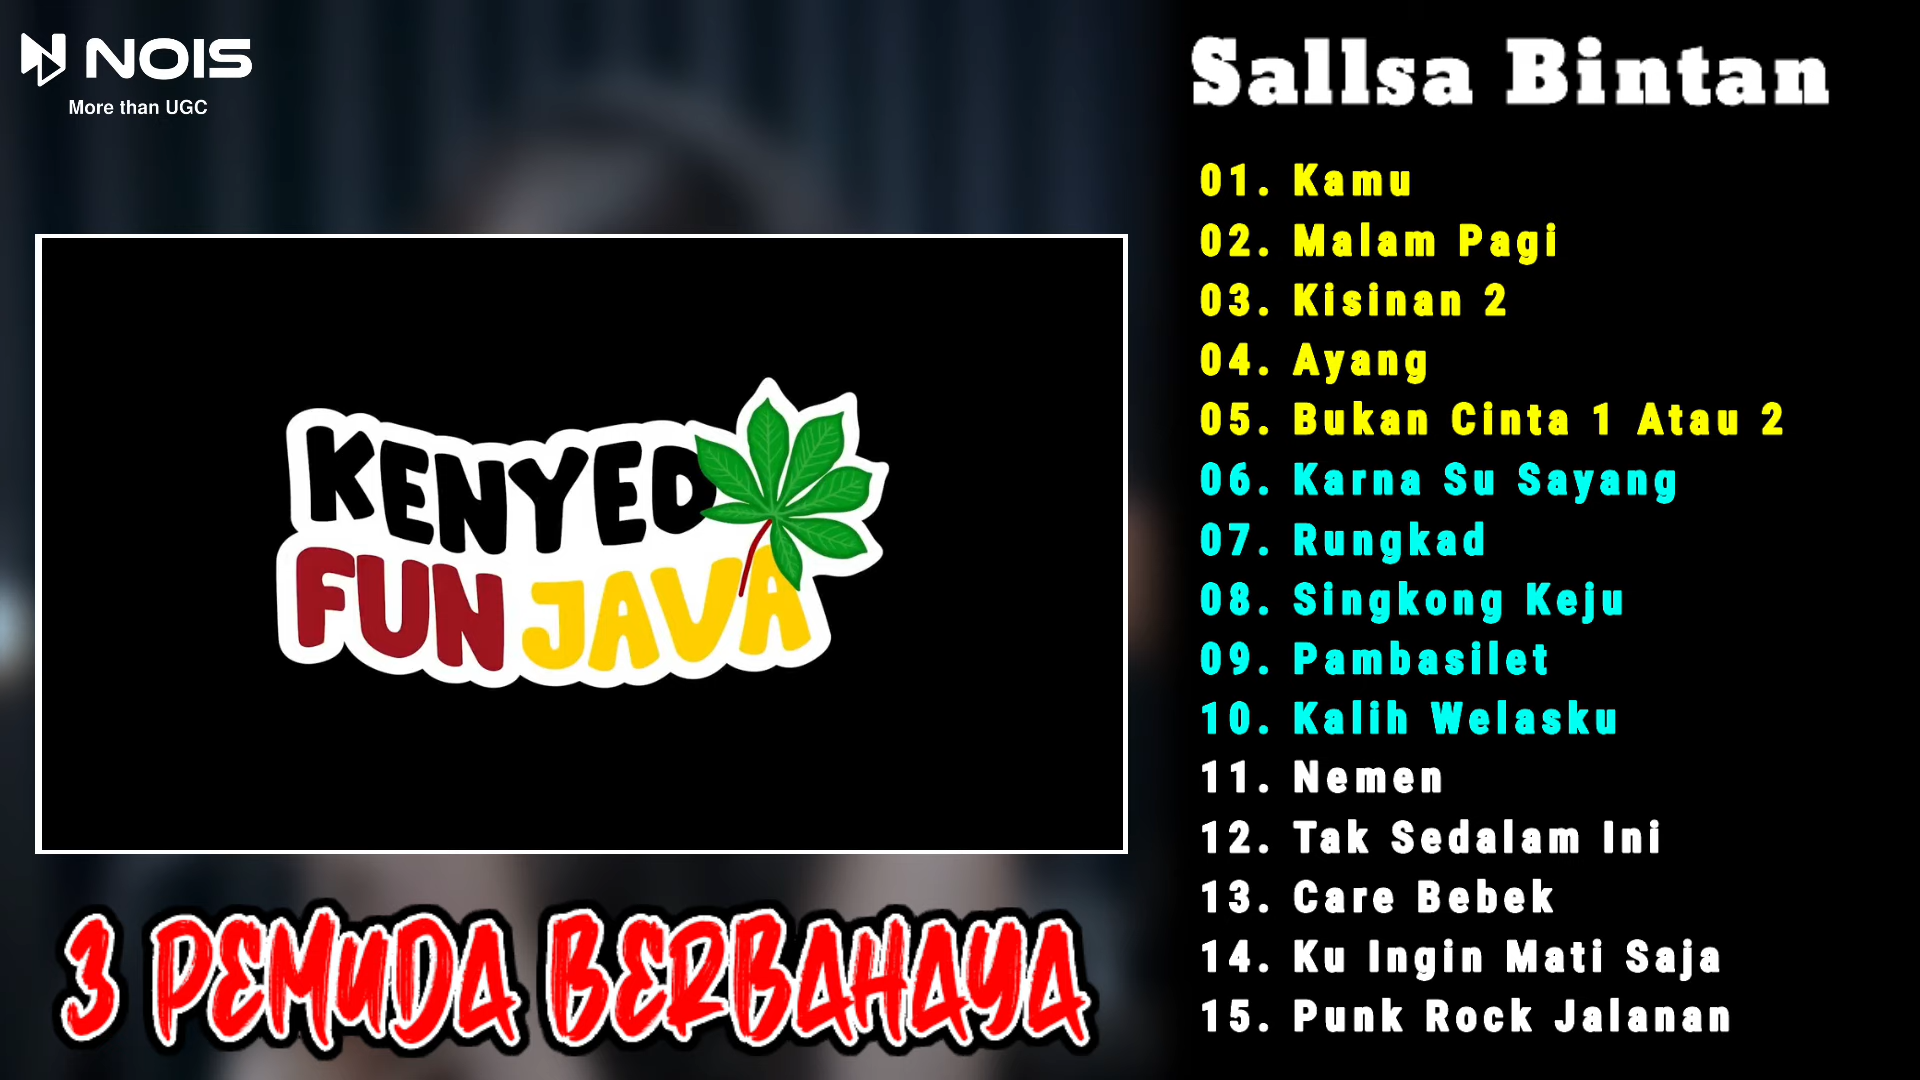 NOIS
More than UGC
KENYED
FUN JAVA
3 PEMUDA BERBAHAYA
Sallsa Bintan
01. Kamu
02. Malam Pagi
03. Kisinan 2
04. Ayang
05. Bukan Cinta 1 Atau 2
06. Karna Su Sayang
07. Rungkad
08. Singkong Keju
09. Pambasilet
10. Kalih Welasku
11. Nemen
12. Tak Sedalam Ini
13. Care Bebek
14. Ku Ingin Mati Saja
15. Punk Rock Jalanan